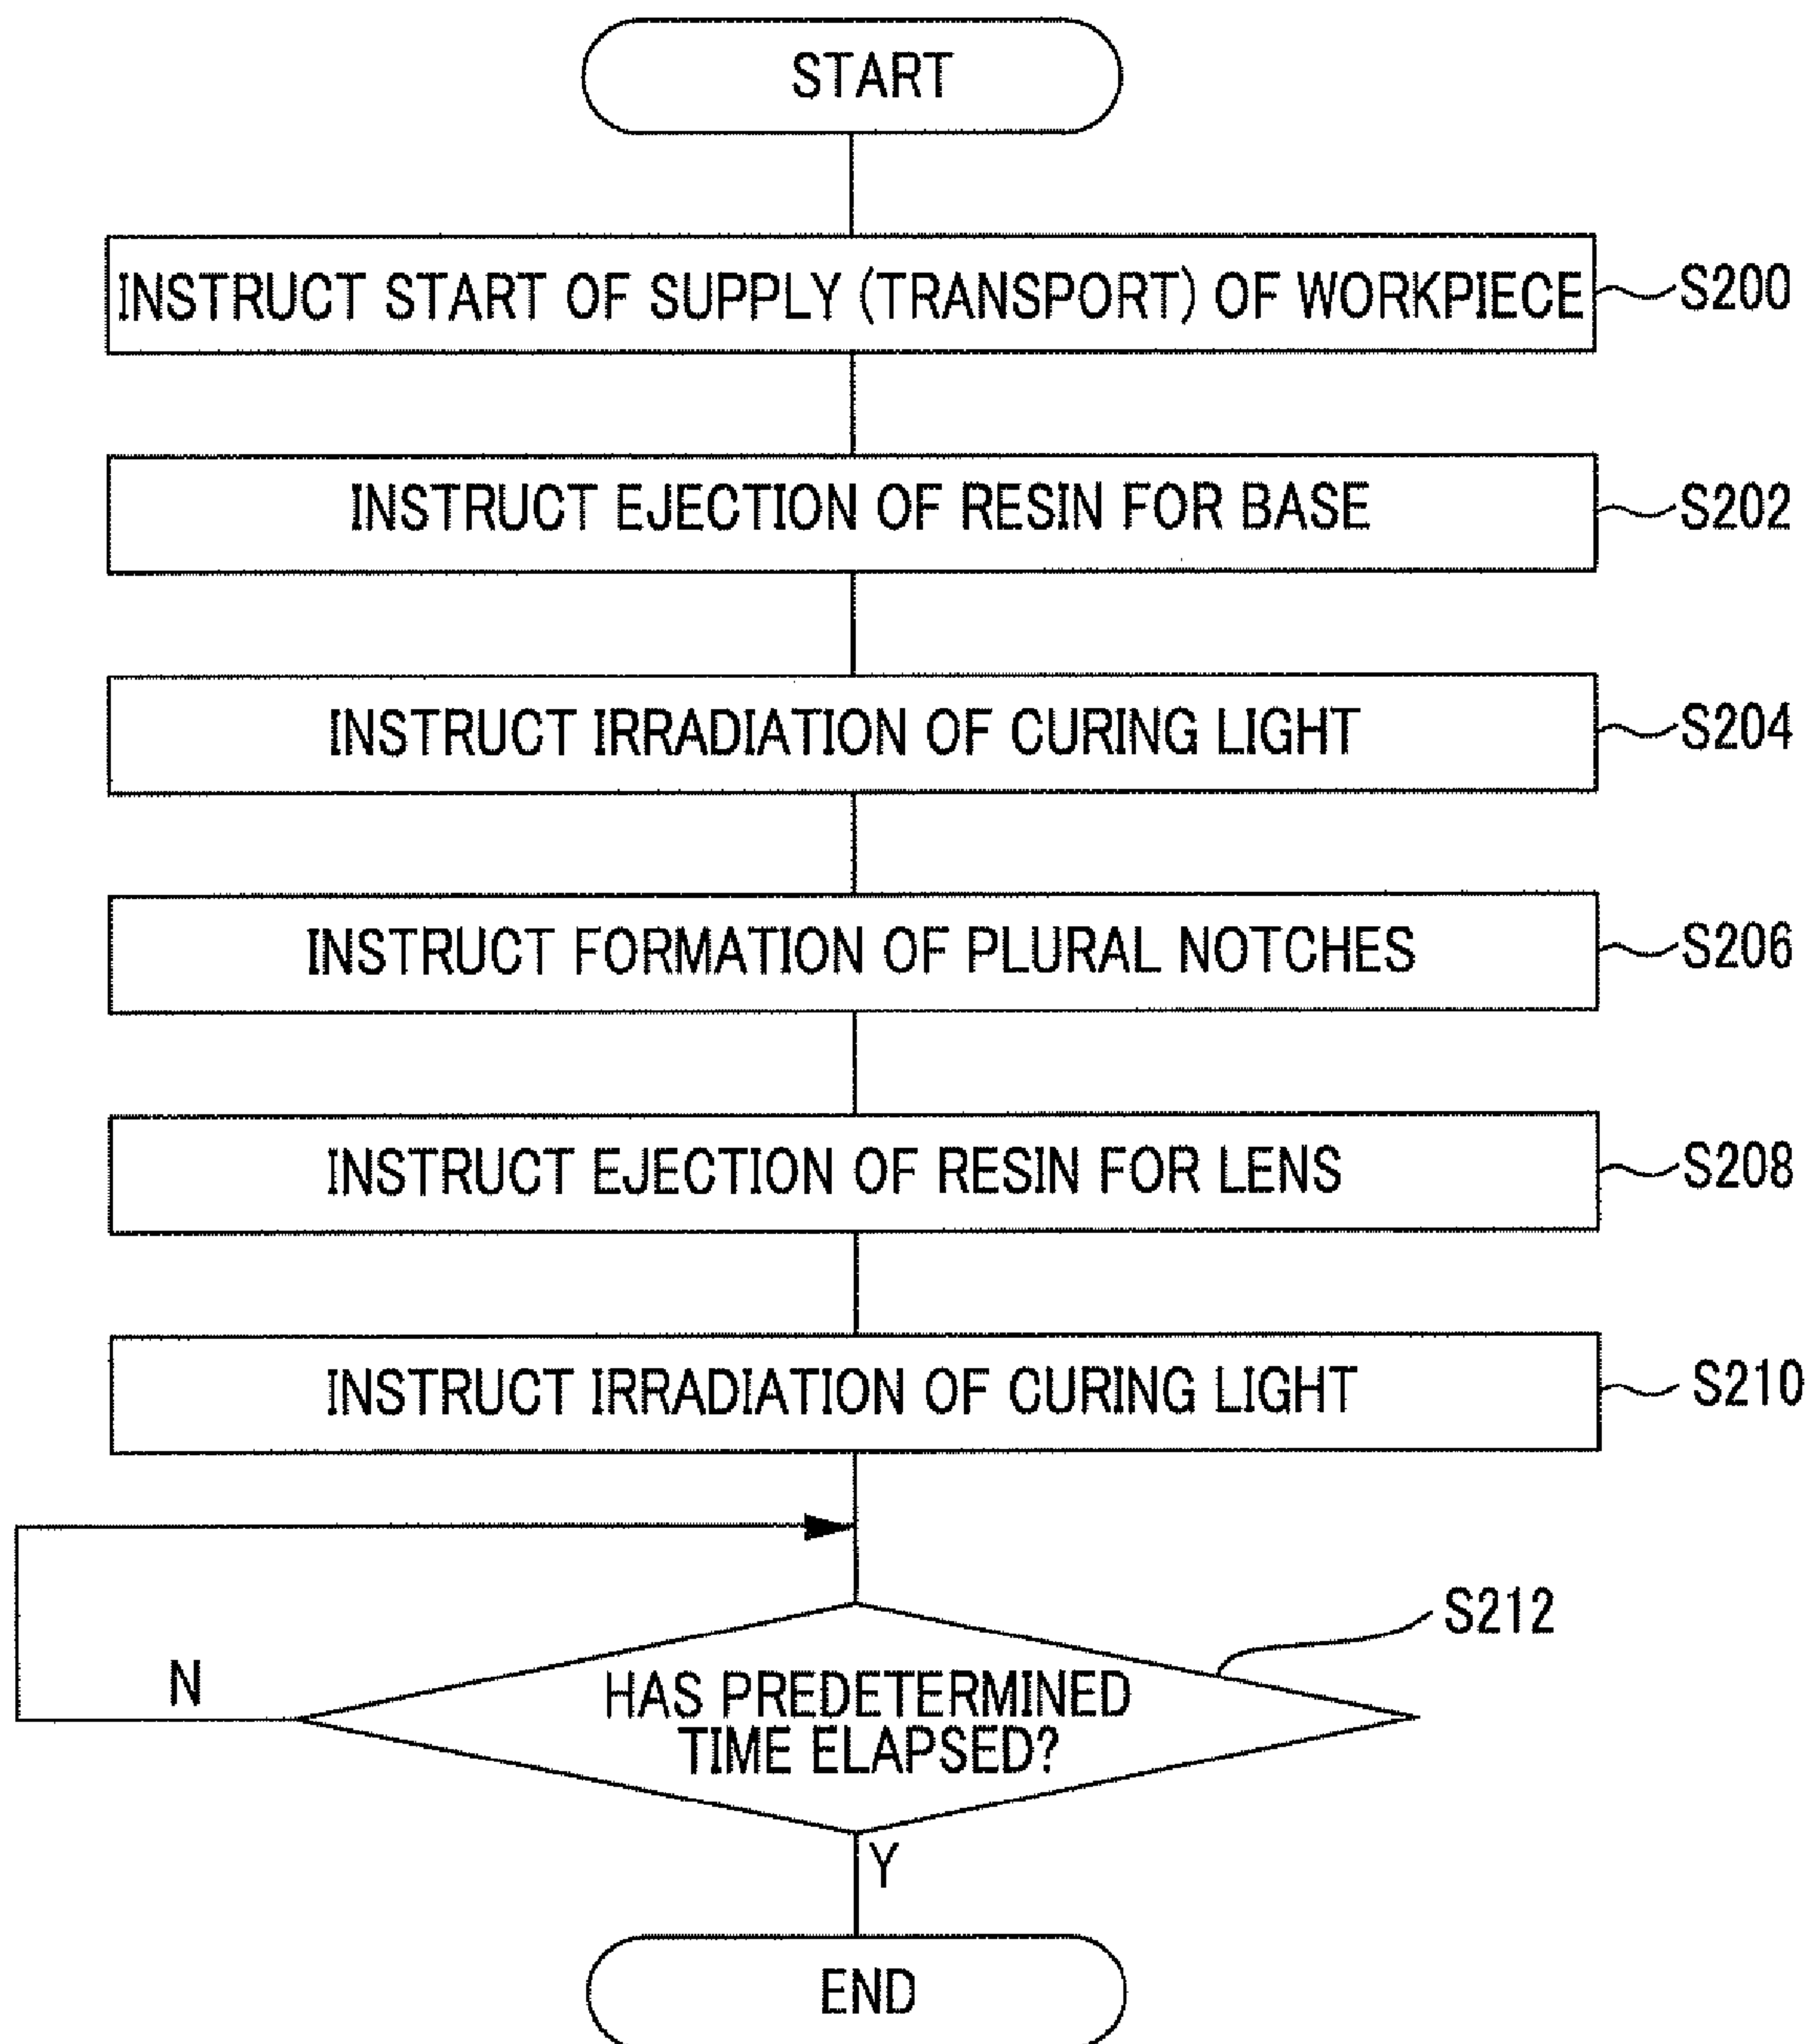 START
INSTRUCT START OF SUPPLY (TRANSPORT) OF WORKPIECE
S200
INSTRUCT EJECTION OF RESIN FOR BASE
S202
INSTRUCT IRRADIATION OF CURING LIGHT
S204
INSTRUCT FORMATION OF PLURAL NOTCHES
S206
INSTRUCT EJECTION OF RESIN FOR LENS
S208
INSTRUCT IRRADIATION OF CURING LIGHT
S210
S212
N
HAS PREDETERMINED
TIME ELAPSED?
Y
END